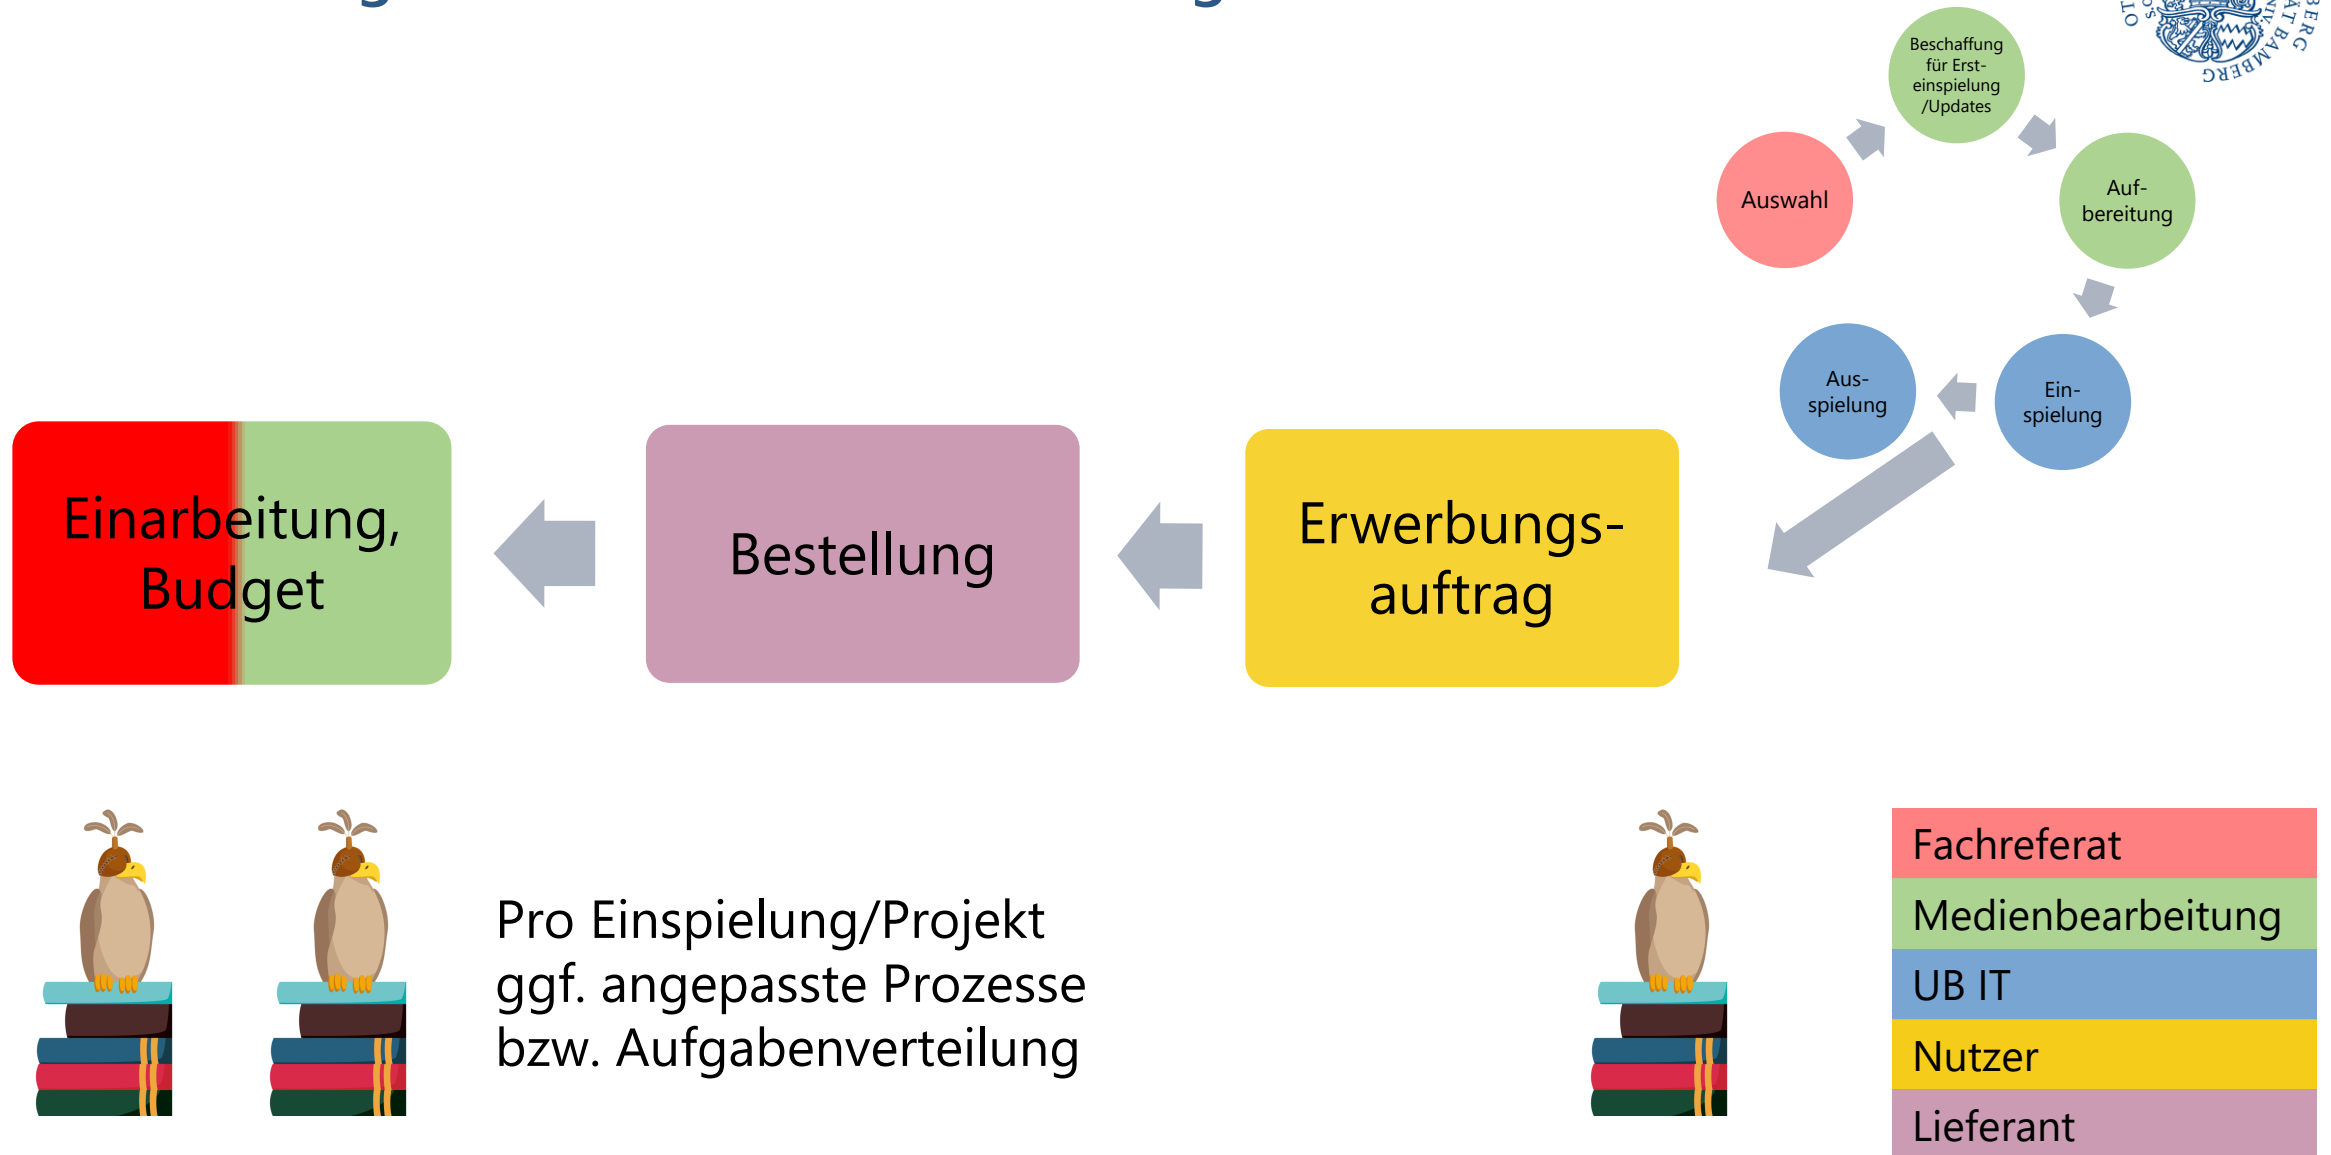 Beschaffung
für Erst-
einspielung
/Updates
Auswahl
Auf-
bereitung
Aus-
spielung
Ein-
spielung
Einarbeitung,
Budget
Bestellung
Erwerbungs-
auftrag
Pro Einspielung/Projekt
ggf. angepasste Prozesse
bzw. Aufgabenverteilung
Fachreferat
Medienbearbeitung
UB IT
Nutzer
Lieferant